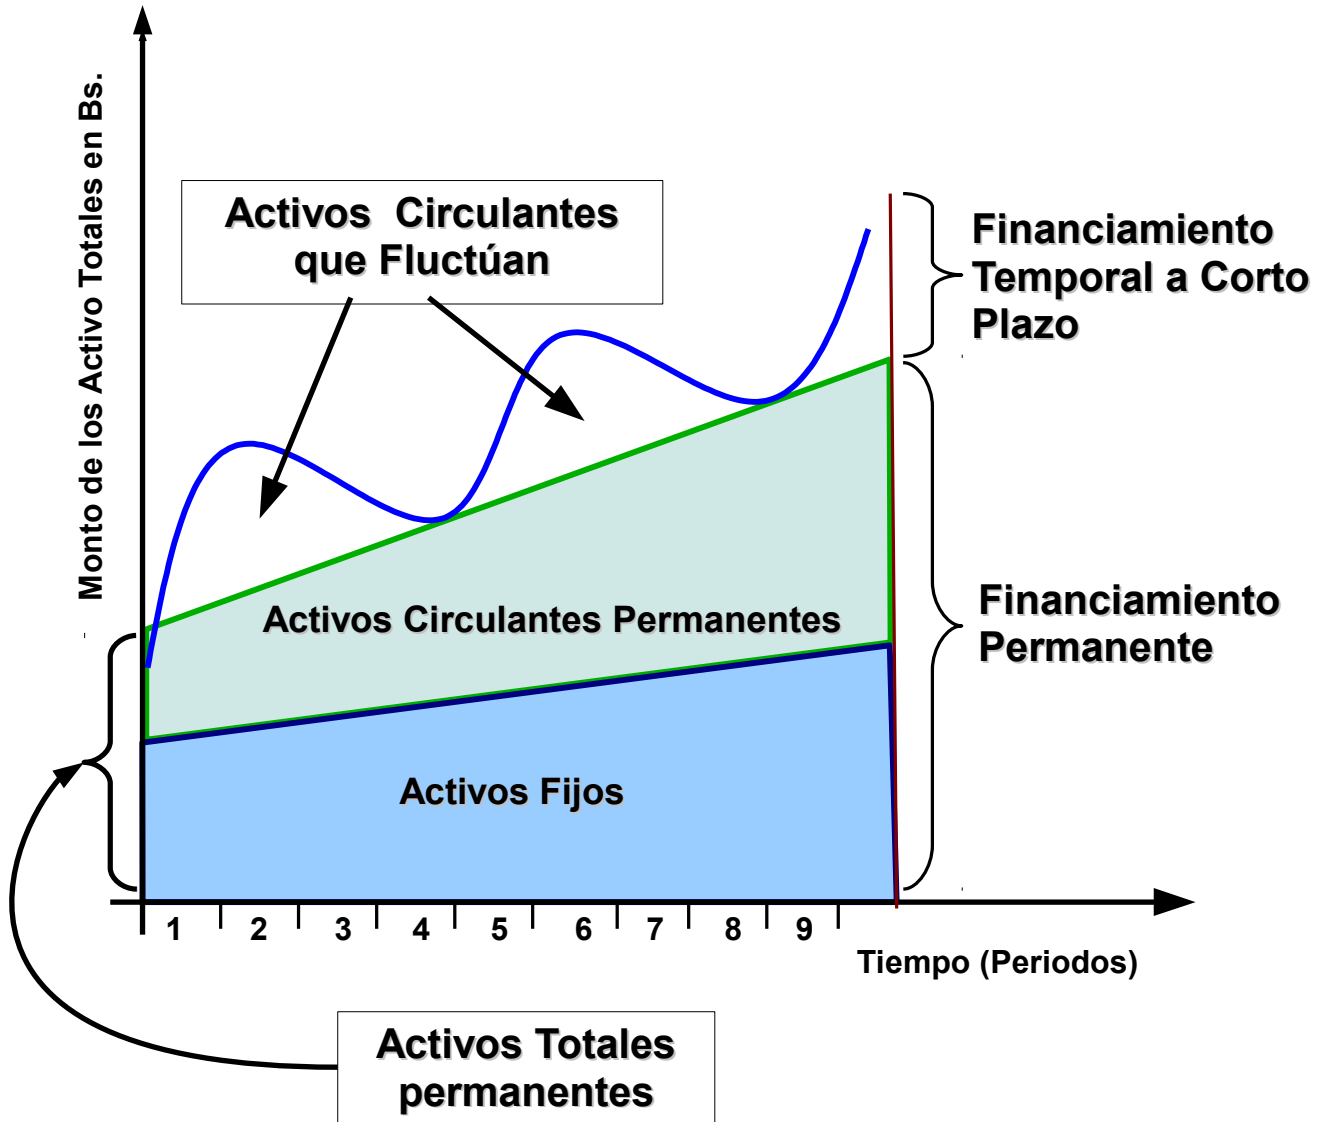 Monto de los Activo Totales en Bs.
Activos Circulantes
que Fluctúan
Financiamiento
Temporal a Corto
Plazo
Activos Circulantes Permanentes
Financiamiento
Permanente
Activos Fijos
1 2 3 4 5 6 7 8 9
Tiempo (Periodos)
Activos Totales
permanentes